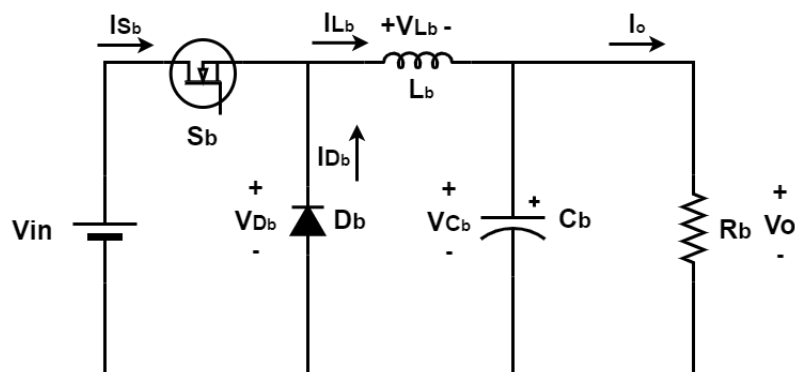 ISb
ILb
+VLb -
Io
Lb
Sb
IDb
+
+
+
+
Vin
VDb
Db
VCb
Cb
Rb
Vo
-
-
-